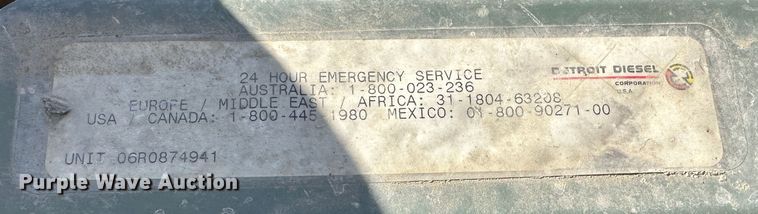 24 HOUR EMERGENCY SERVICE
AUSTRALIA: 1-800-023-236
EUROPE / MIDDLE EAST / AFRICA: 31-1804-63208
USA / CANADA: 1-800-445-1980 MEXICO: 01-800-90271-00
UNIT 06R0874941
DETROIT DIESEL
CORPORATION
U.S.A.
Purple Wave Auction